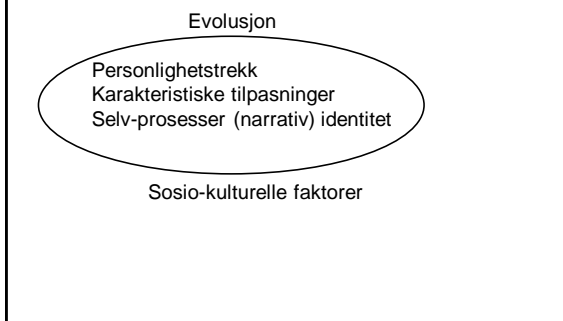 Evolusjon
Personlighetstrekk
Karakteristiske tilpasninger
Selv-prosesser (narrativ) identitet
Sosio-kulturelle faktorer